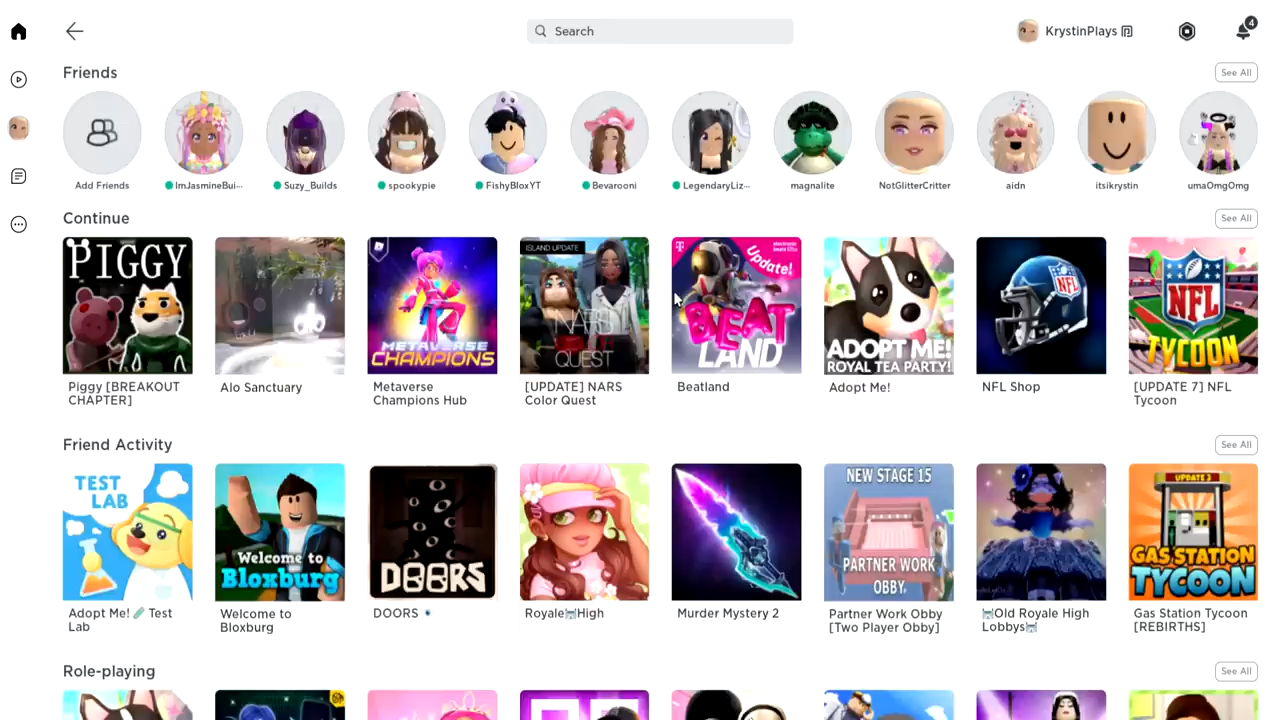 Search
KrystinPlays
4
Friends
See All
Add Friends
ImJasmineBui...
Suzy_Builds
spookypie
FishyBloxYT
Bevarooni
LegendaryLiz...
magnalite
NotGlitterCritter
aidn
itsikrystin
umaOmgOmg
Continue
See All
PIGGY
METAVERSE
CHAMPIONS
ISLAND UPDATE
NARS
QUEST
T
Update!
BEAT
LAND
ADOPT ME!
ROYAL TEA PARTY!
NFL
NFL
TYCOON
Piggy [BREAKOUT
CHAPTER]
Alo Sanctuary
Metaverse
Champions Hub
[UPDATE] NARS
Color Quest
Beatland
Adopt Me!
NFL Shop
[UPDATE 7] NFL
Tycoon
Friend Activity
See All
TEST
LAB
Welcome to
Bloxburg
DOORS
NEW STAGE 15
PARTNER WORK
OBBY
UPDATE 3
GAS STATION
TYCOON
Adopt Me! Test
Lab
Welcome to
Bloxburg
DOORS
Royale High
Murder Mystery 2
Partner Work Obby
[Two Player Obby]
Old Royale High
Lobbys
Gas Station Tycoon
[REBIRTHS]
Role-playing
See All